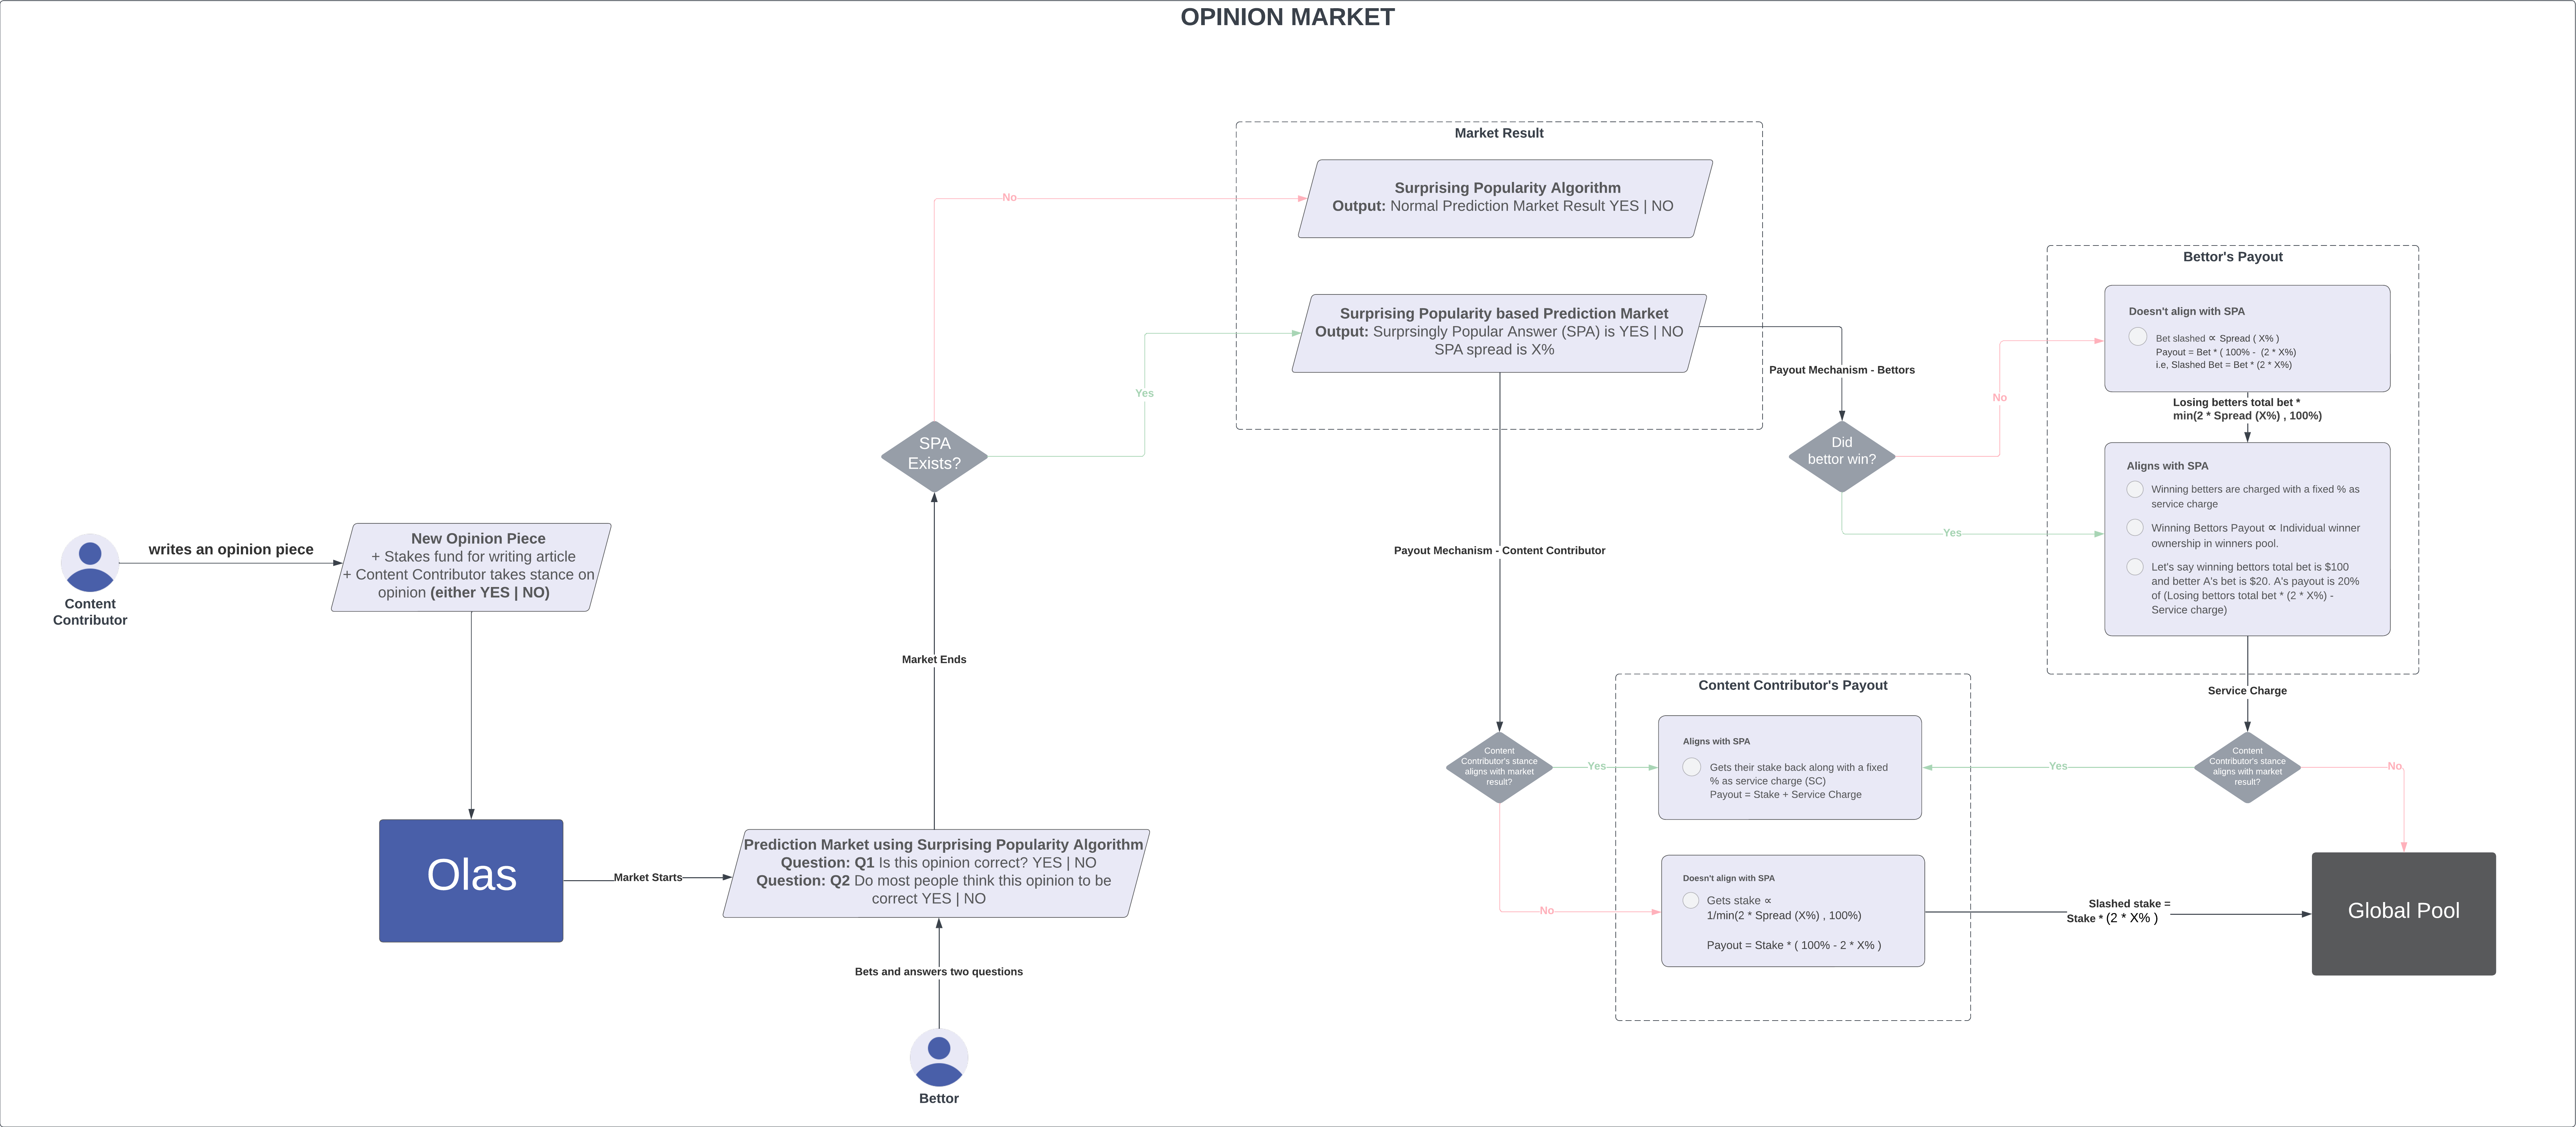 OPINION MARKET
Market Result
Surprising Popularity Algorithm
Output: Normal Prediction Market Result YES | NO
No
Surprising Popularity based Prediction Market
Output: Surprsingly Popular Answer (SPA) is YES | NO
SPA spread is X%
Yes
SPA
Exists?
Payout Mechanism - Bettors
Did
bettor win?
No
Yes
Bettor's Payout
Doesn't align with SPA
Bet slashed ∝ Spread ( X% )
Payout = Bet * ( 100% - (2 * X%)
i.e, Slashed Bet = Bet * (2 * X%)
Losing betters total bet *
min(2 * Spread (X%) , 100%)
Aligns with SPA
Winning betters are charged with a fixed % as
service charge
Winning Bettors Payout ∝ Individual winner
ownership in winners pool.
Let's say winning bettors total bet is $100
and better A's bet is $20. A's payout is 20%
of (Losing bettors total bet * (2 * X%) -
Service charge)
Service Charge
writes an opinion piece
Content
Contributor
New Opinion Piece
+ Stakes fund for writing article
+ Content Contributor takes stance on
opinion (either YES | NO)
Olas
Market Starts
Market Ends
Prediction Market using Surprising Popularity Algorithm
Question: Q1 Is this opinion correct? YES | NO
Question: Q2 Do most people think this opinion to be
correct YES | NO
Bets and answers two questions
Bettor
Payout Mechanism - Content Contributor
Content
Contributor's stance
aligns with market
result?
Yes
No
Content Contributor's Payout
Aligns with SPA
Gets their stake back along with a fixed
% as service charge (SC)
Payout = Stake + Service Charge
Doesn't align with SPA
Gets stake ∝
1/min(2 * Spread (X%) , 100%)
Payout = Stake * ( 100% - 2 * X% )
Yes
Content
Contributor's stance
aligns with market
result?
No
Slashed stake =
Stake * (2 * X% )
Global Pool